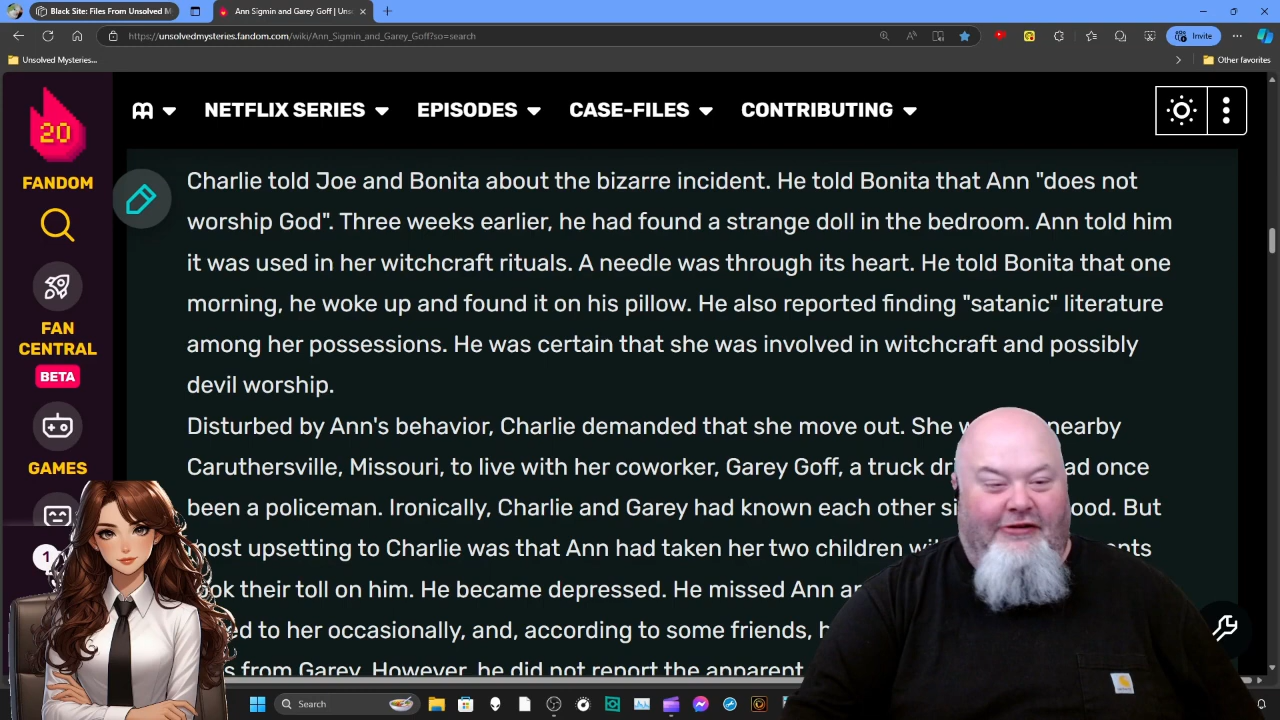 Black Site: Files From Unsolved M
Ann Sigmin and Garey Goff | Uns
https://unsolvedmysteries.fandom.com/wiki/Ann_Sigmin_and_Garey_Goff?so=search
Invite
Unsolved Mysteries...
Other favorites
20
FANDOM
FAN
CENTRAL
BETA
GAMES
1
NETFLIX SERIES
EPISODES
CASE-FILES
CONTRIBUTING
Charlie told Joe and Bonita about the bizarre incident. He told Bonita that Ann "does not
worship God". Three weeks earlier, he had found a strange doll in the bedroom. Ann told him
it was used in her witchcraft rituals. A needle was through its heart. He told Bonita that one
morning, he woke up and found it on his pillow. He also reported finding "satanic" literature
among her possessions. He was certain that she was involved in witchcraft and possibly
devil worship.
Disturbed by Ann's behavior, Charlie demanded that she move out. She nearby
Caruthersville, Missouri, to live with her coworker, Garey Goff, a truck once
been a policeman. Ironically, Charlie and Garey had known each other But
upsetting to Charlie was that Ann had taken her two children
their toll on him. He became depressed. He missed Ann
to her occasionally, and, according to some friends,
from Garey. However, he did not report the apparent
Search